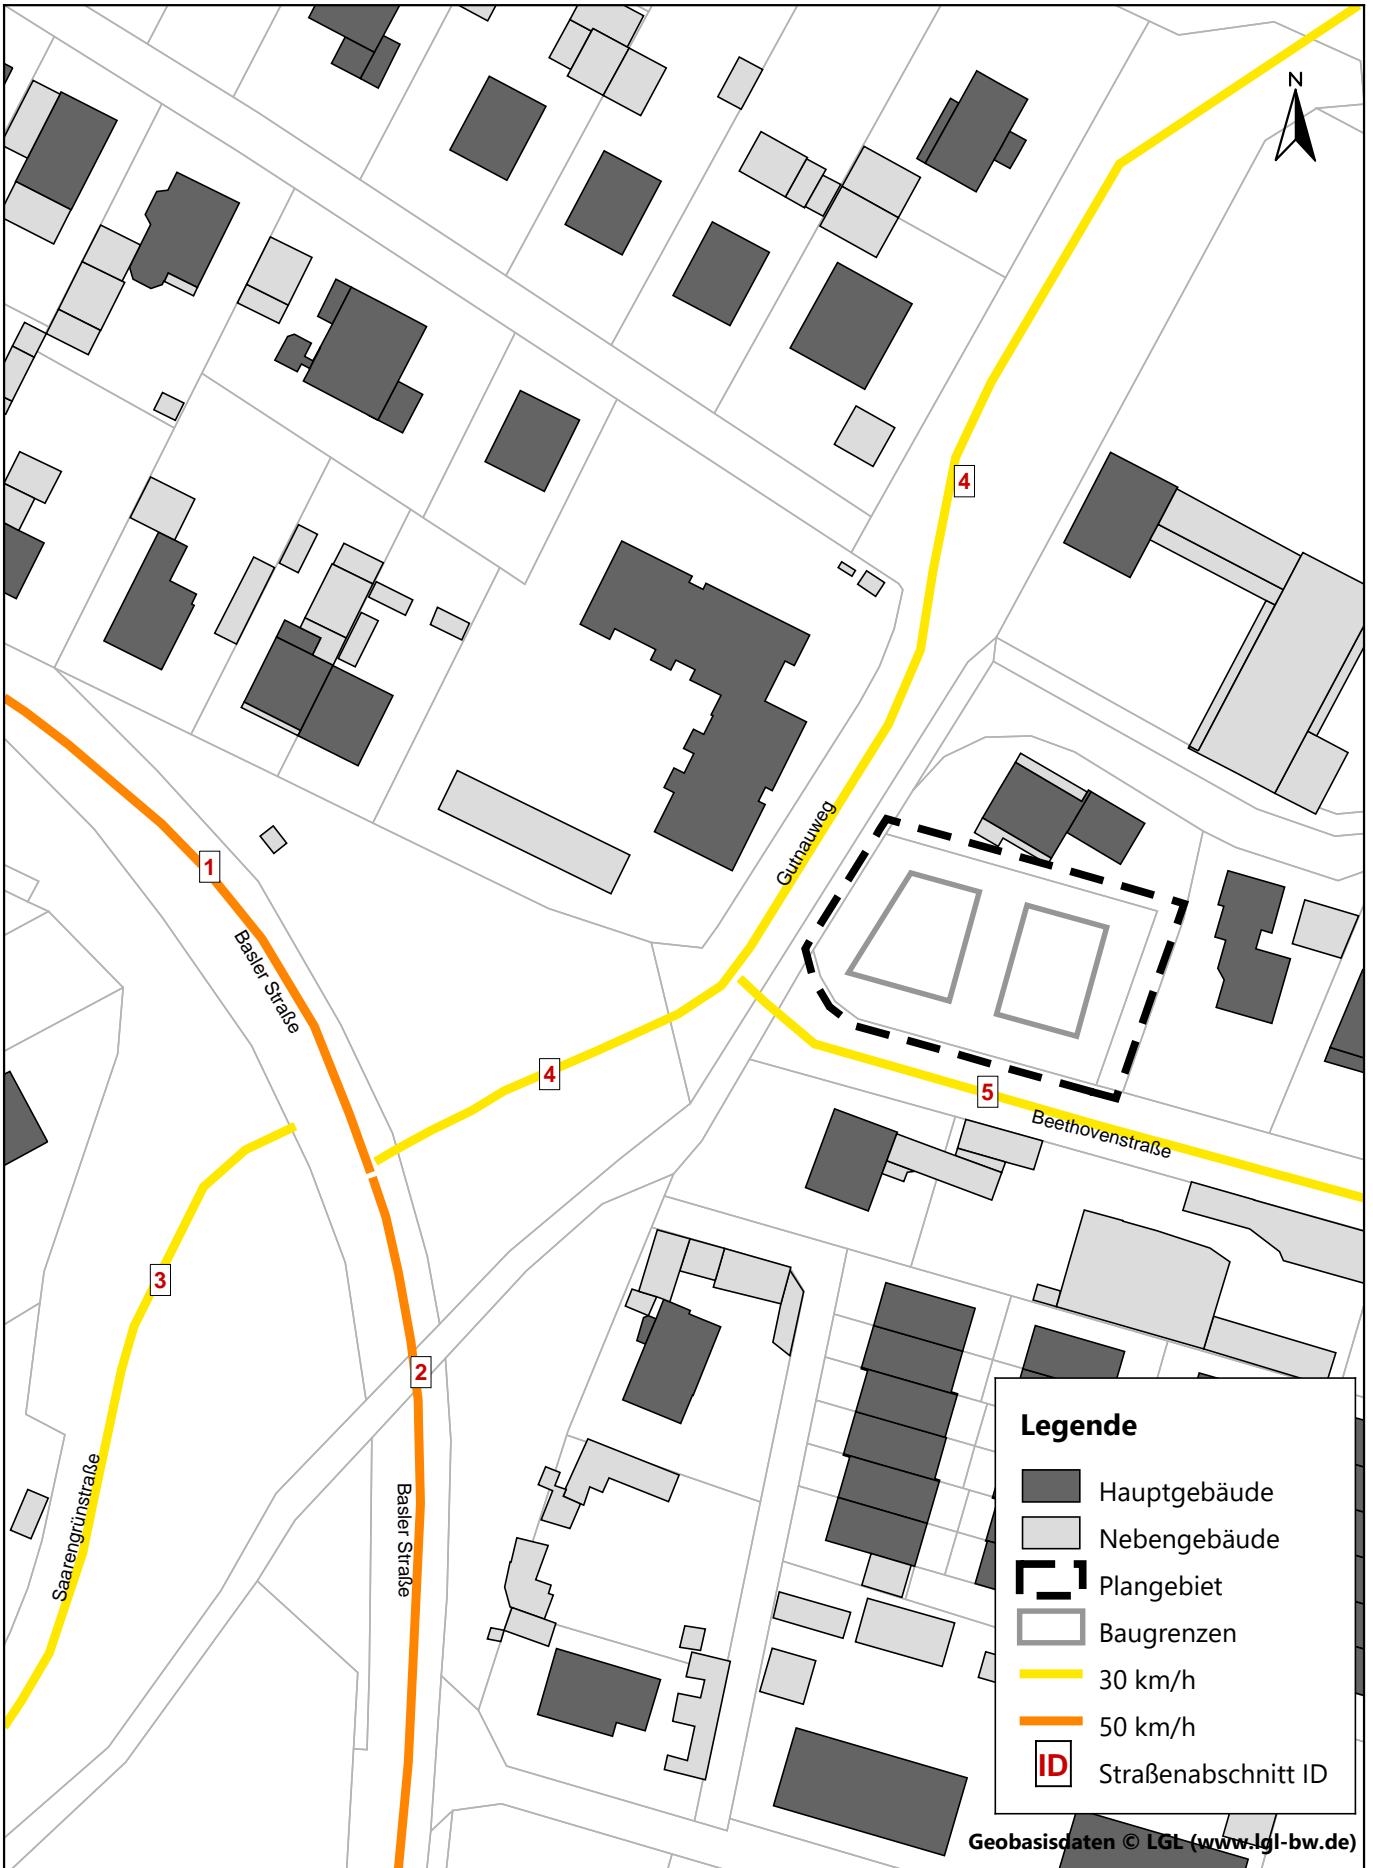 N
4
Gutnauweg
1
Basler Straße
4
5
Beethovenstraße
3
2
Saarengrünstraße
Basler Straße
Legende
Hauptgebäude
Nebengebäude
Plangebiet
Baugrenzen
30 km/h
50 km/h
ID Straßenabschnitt ID
Geobasisdaten © LGL (www.lgl-bw.de)